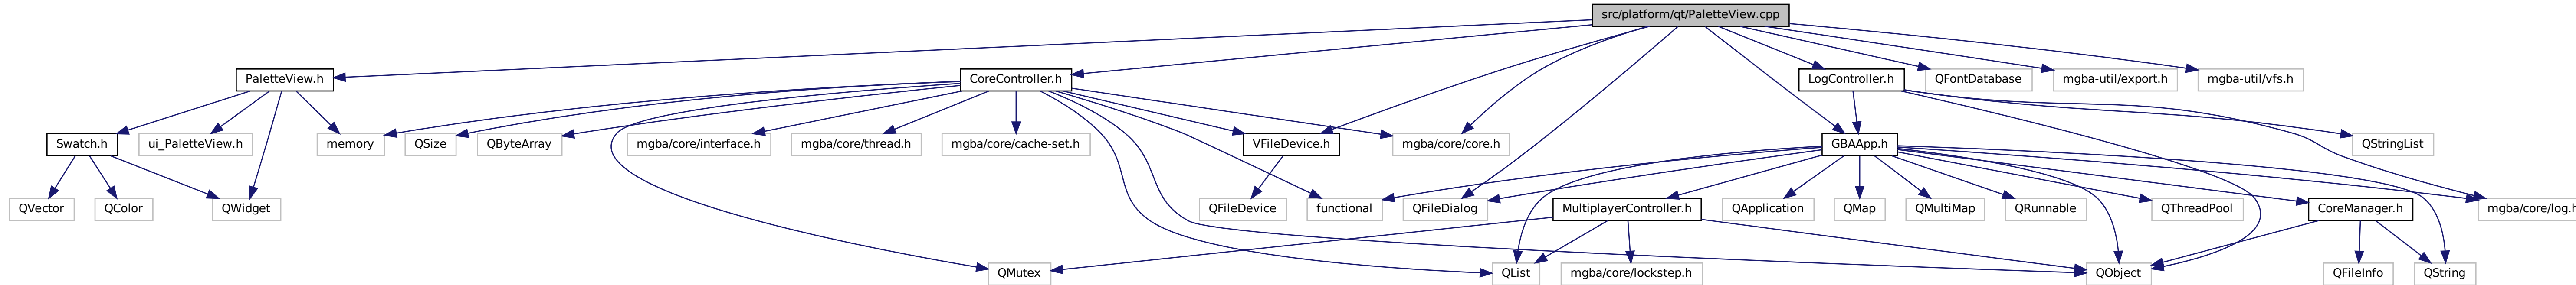 src/platform/qt/PaletteView.cpp
PaletteView.h
CoreController.h
LogController.h
QFontDatabase
mgba-util/export.h
mgba-util/vfs.h
Swatch.h
ui_PaletteView.h
memory
QSize
QByteArray
mgba/core/interface.h
mgba/core/thread.h
mgba/core/cache-set.h
VFileDevice.h
mgba/core/core.h
GBAApp.h
QStringList
QVector
QColor
QWidget
QFileDevice
functional
QFileDialog
MultiplayerController.h
QApplication
QMap
QMultiMap
QRunnable
QThreadPool
CoreManager.h
mgba/core/log.h
QMutex
QList
mgba/core/lockstep.h
QObject
QFileInfo
QString